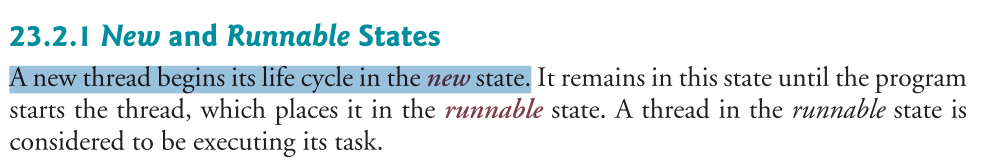 23.2.1 New and Runnable States
A new thread begins its life cycle in the new state. It remains in this state until the program
starts the thread, which places it in the runnable state. A thread in the runnable state is
considered to be executing its task.